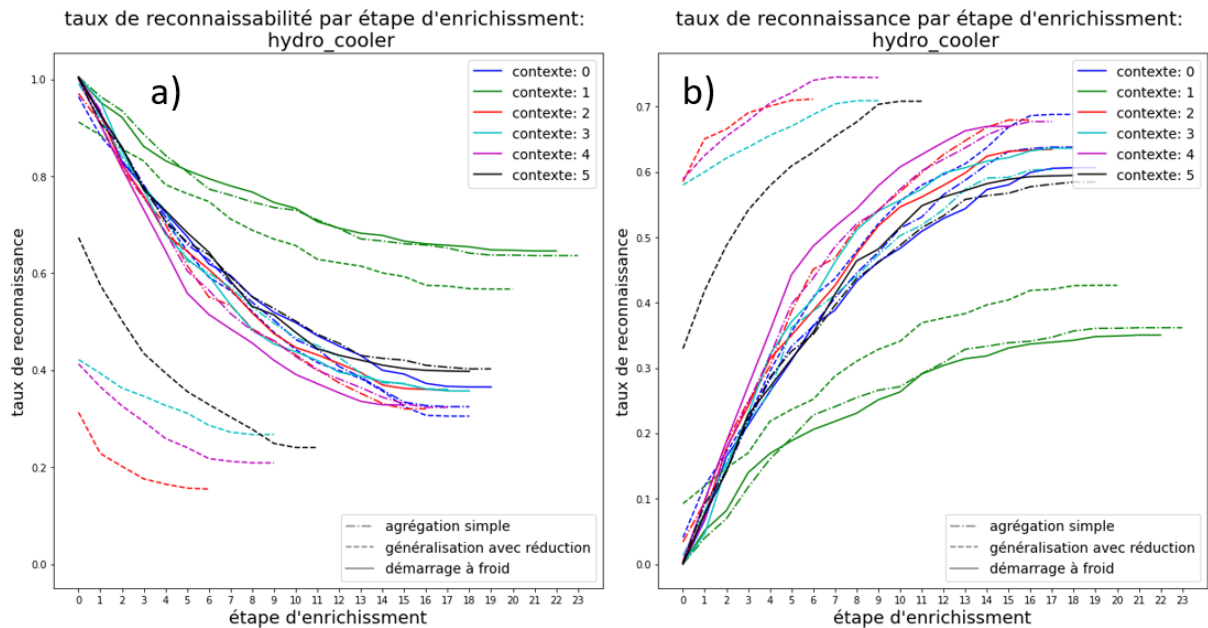 taux de reconnaissabilité par étape d'enrichissment:
hydro_cooler
a)
taux de reconnaissance
1.0
0.8
0.6
0.4
0.2
0.0
contexte: 0
contexte: 1
contexte: 2
contexte: 3
contexte: 4
contexte: 5
agrégation simple
généralisation avec réduction
démarrage à froid
0 1 2 3 4 5 6 7 8 9 10 11 12 13 14 15 16 17 18 19 20 21 22 23
étape d'enrichissment
taux de reconnaissance par étape d'enrichissment:
hydro_cooler
b)
taux de reconnaissance
0.7
0.6
0.5
0.4
0.3
0.2
0.1
0.0
contexte: 0
contexte: 1
contexte: 2
contexte: 3
contexte: 4
contexte: 5
agrégation simple
généralisation avec réduction
démarrage à froid
0 1 2 3 4 5 6 7 8 9 10 11 12 13 14 15 16 17 18 19 20 21 22 23
étape d'enrichissment